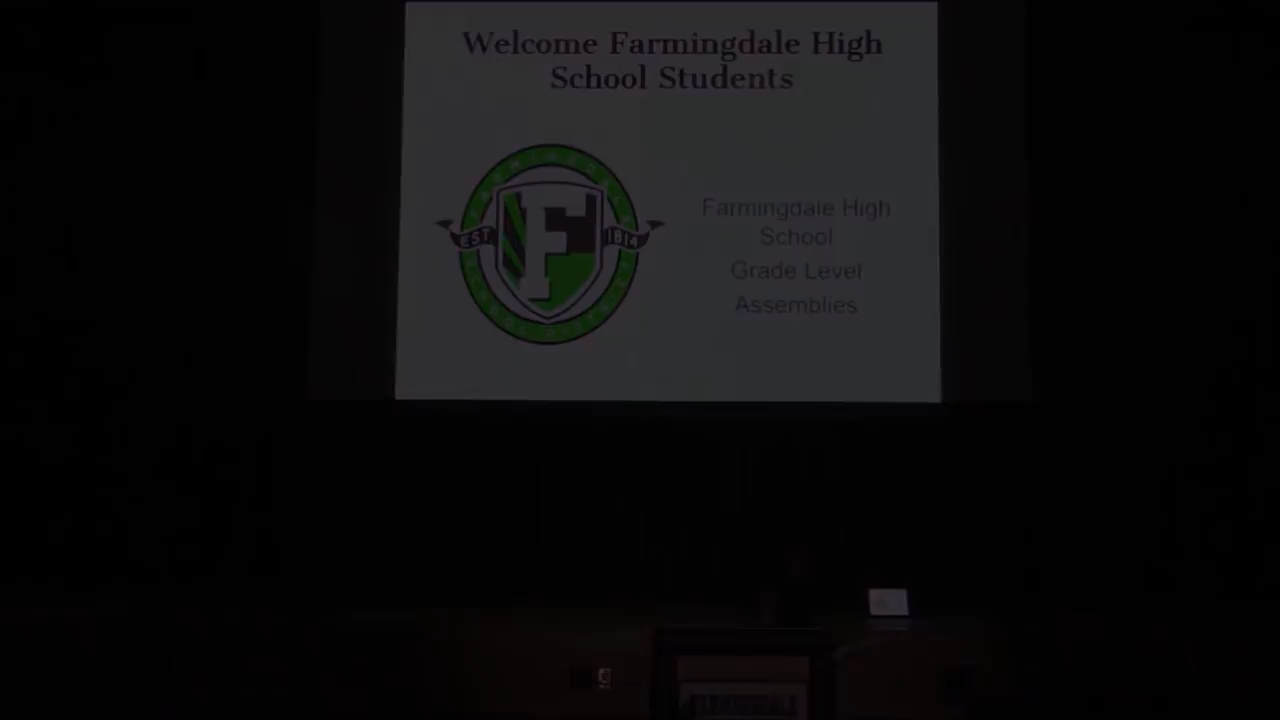 Welcome Farmingdale High
School Students
EST
1814
Farmingdale High
School
Grade Level
Assemblies